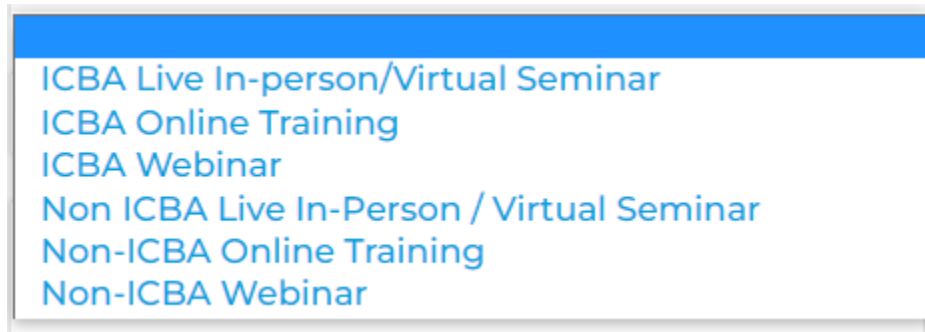 ICBA Live In-person/Virtual Seminar
ICBA Online Training
ICBA Webinar
Non ICBA Live In-Person / Virtual Seminar
Non-ICBA Online Training
Non-ICBA Webinar